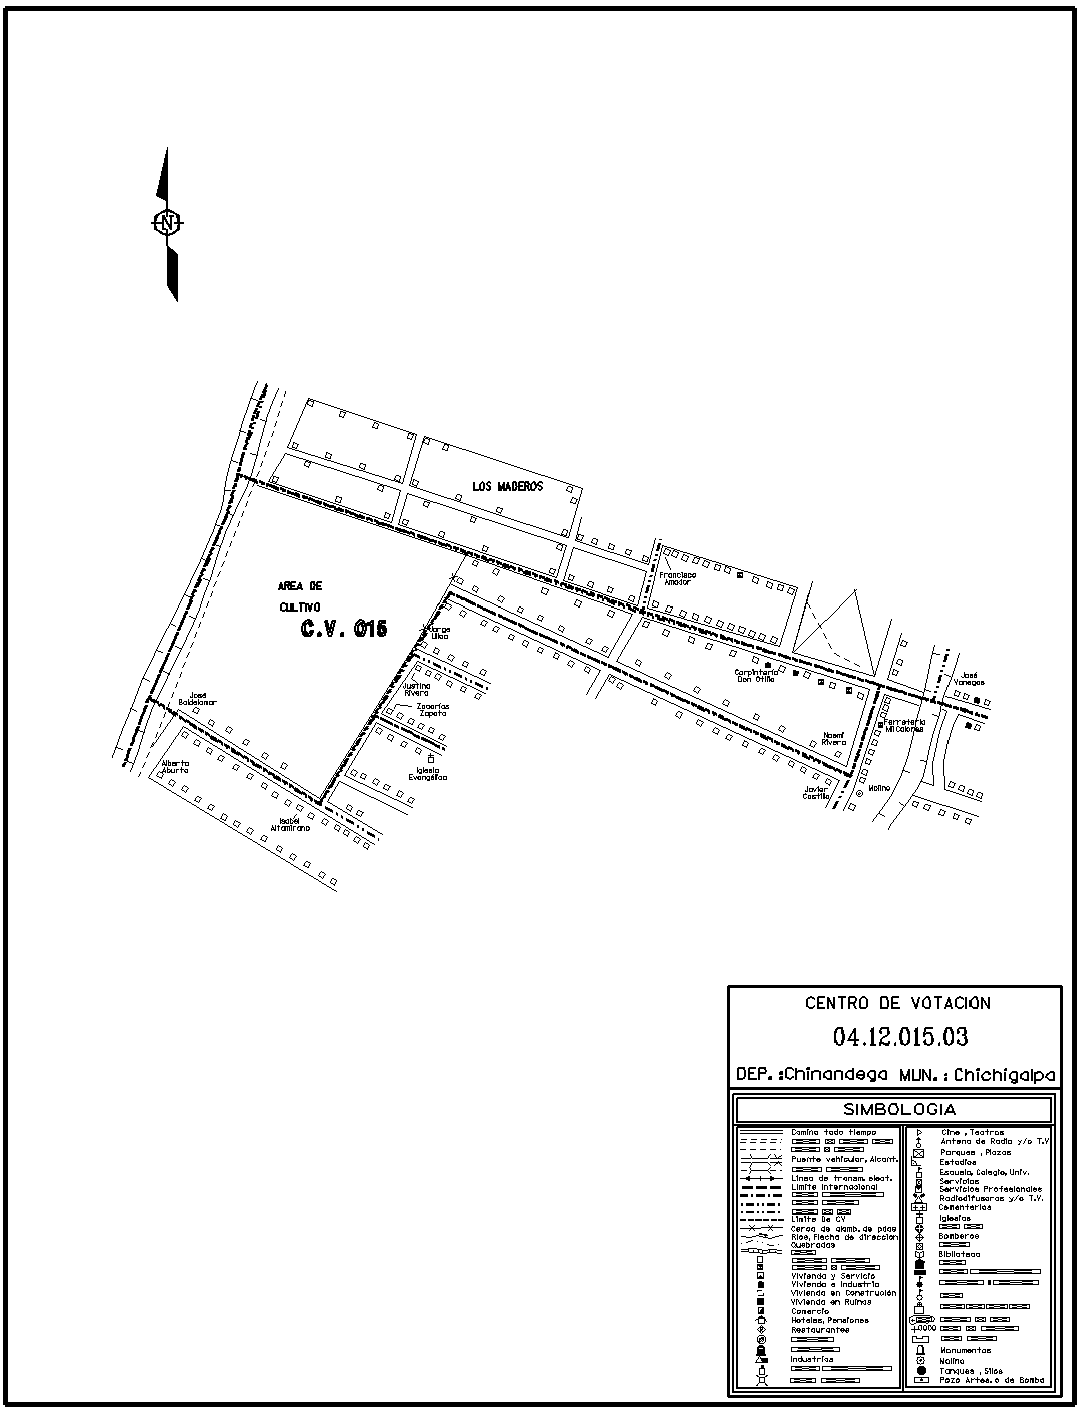 N
LOS MADEROS
Francisco
Amador
AREA DE
CULTIVO
C.V. 015
Jorge
Ulloa
Carpintería
Don Otilio
José
Vanegas
Justina
Rivera
José
Baldelomar
Zacarías
Zapata
Ferretería
Mil Colores
Noemí
Rivera
Alberto
Aburto
Iglesia
Evangélica
Javier
Castillo
Molino
Isabel
Altamirano
CENTRO DE VOTACION
04.12.015.03
DEP.:Chinandega MUN.: Chichigalpa
SIMBOLOGIA
Camino todo tiempo
Puente vehicular, Alcant.
Linea de transm. elect.
Limite Internacional
Limite De CV
Cerca de alamb. de púas
Rios, Flecha de direccion
Quebradas
Vivienda y Servicio
Vivienda e Industria
Vivienda en Construción
Vivienda en Ruinas
Comercio
Hoteles, Pensiones
Restaurantes
Industrias
Cine , Teatros
Antena de Radio y/o T.V
Parques , Plazas
Estadios
Escuela, Colegio, Univ.
Servicios
Servicios Profesionales
Radiodifusoras y/o T.V.
Cementerios
Iglesias
Bomberos
Biblioteca
Monumentos
Molino
Tanques , Silos
Pozo Artes. o de Bomba